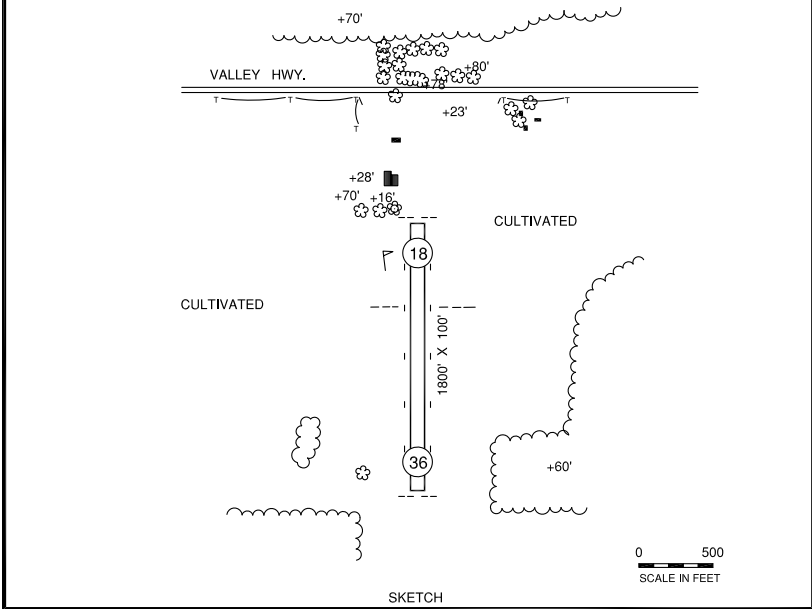 +70'
+80'
VALLEY HWY.
+78'
T T T T T
+23'
T
+28'
+70' +16'
CULTIVATED
18
CULTIVATED
1800' X 100'
36
+60'
0 500
SCALE IN FEET
SKETCH